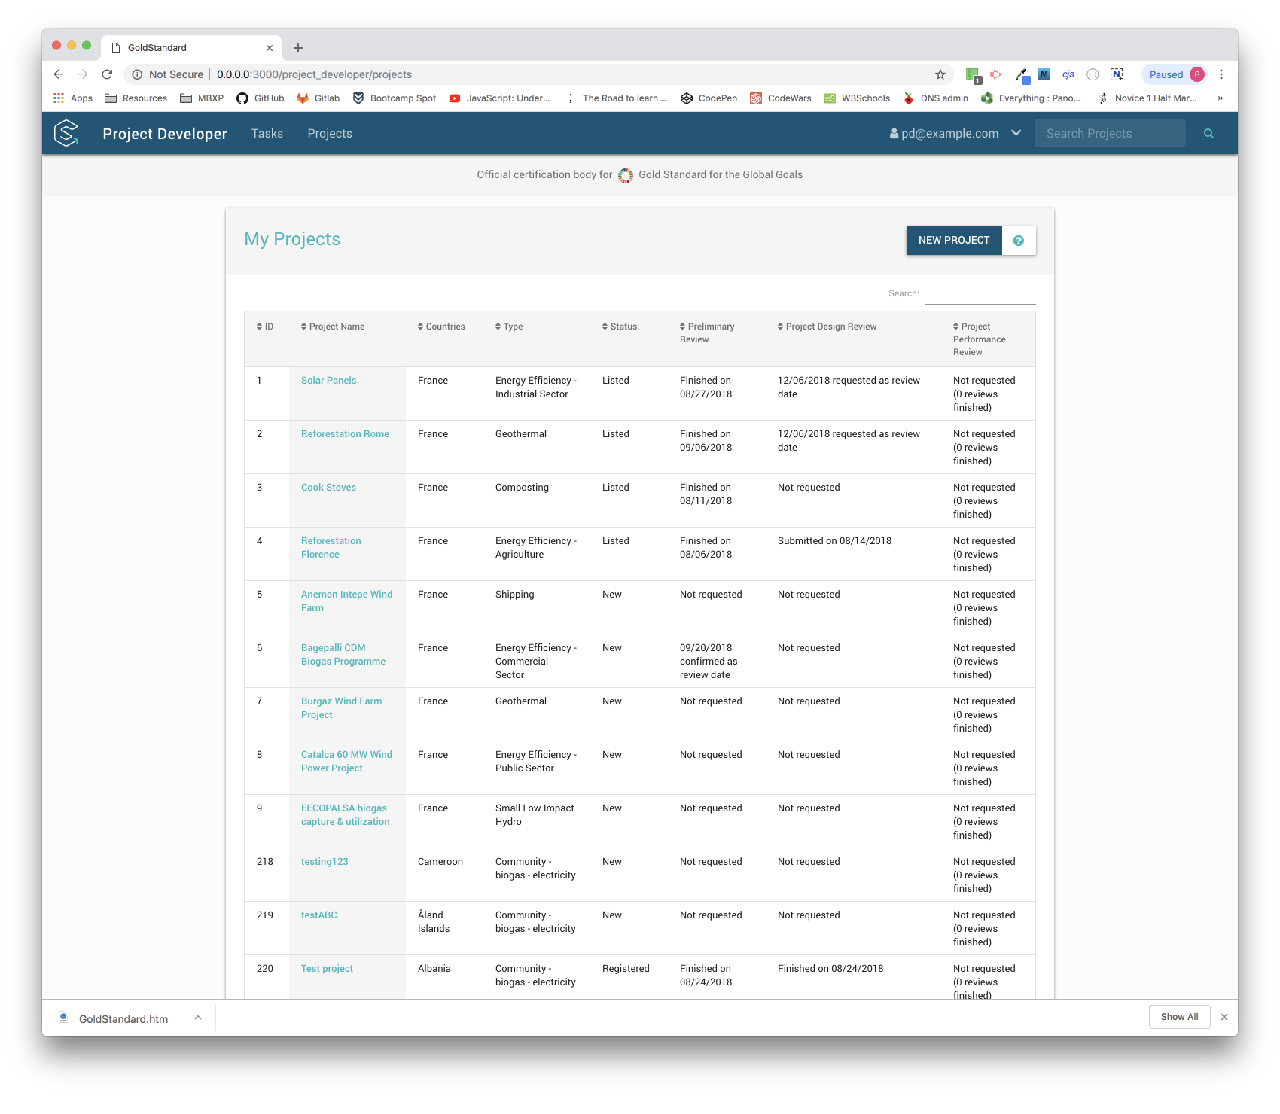 GoldStandard
Not Secure | 0.0.0.0:3000/project_developer/projects
Paused G
Apps Resources MBXP GitHub Gitlab Bootcamp Spot JavaScript: Under... The Road to learn ... CodePen CodeWars W3Schools DNS admin Everything : Pano... Novice 1 Half Mar... »
Project Developer Tasks Projects pd@example.com Search Projects
Official certification body for Gold Standard for the Global Goals
My Projects
NEW PROJECT ?
Search:
ID Project Name Countries Type Status Preliminary Project Design Review Project
Review Performance
Review
1 Solar Panels France Energy Efficiency - Listed Finished on 12/06/2018 requested as review Not requested
Industrial Sector 08/27/2018 date (0 reviews
finished)
2 Reforestation Rome France Geothermal Listed Finished on 12/06/2018 requested as review Not requested
09/06/2018 date (0 reviews
finished)
3 Cook Stoves France Composting Listed Finished on Not requested Not requested
08/11/2018 (0 reviews
finished)
4 Reforestation France Energy Efficiency - Listed Finished on Submitted on 08/14/2018 Not requested
Florence Agriculture 08/06/2018 (0 reviews
finished)
5 Anemon Intepe Wind France Shipping New Not requested Not requested Not requested
Farm (0 reviews
finished)
6 Bagepalli CDM France Energy Efficiency - New 09/20/2018 Not requested Not requested
Biogas Programme Commercial confirmed as (0 reviews
Sector review date finished)
7 Burgaz Wind Farm France Geothermal New Not requested Not requested Not requested
Project (0 reviews
finished)
8 Catalca 60 MW Wind France Energy Efficiency - New Not requested Not requested Not requested
Power Project Public Sector (0 reviews
finished)
9 EECOPALSA biogas France Small Low Impact New Not requested Not requested Not requested
capture & utilization Hydro (0 reviews
finished)
218 testing123 Cameroon Community - New Not requested Not requested Not requested
biogas - electricity (0 reviews
finished)
219 testABC Åland Community - New Not requested Not requested Not requested
Islands biogas - electricity (0 reviews
finished)
220 Test project Albania Community - Registered Finished on Finished on 08/24/2018 Not requested
biogas - electricity 08/24/2018 (0 reviews
finished)
GoldStandard.htm Show All